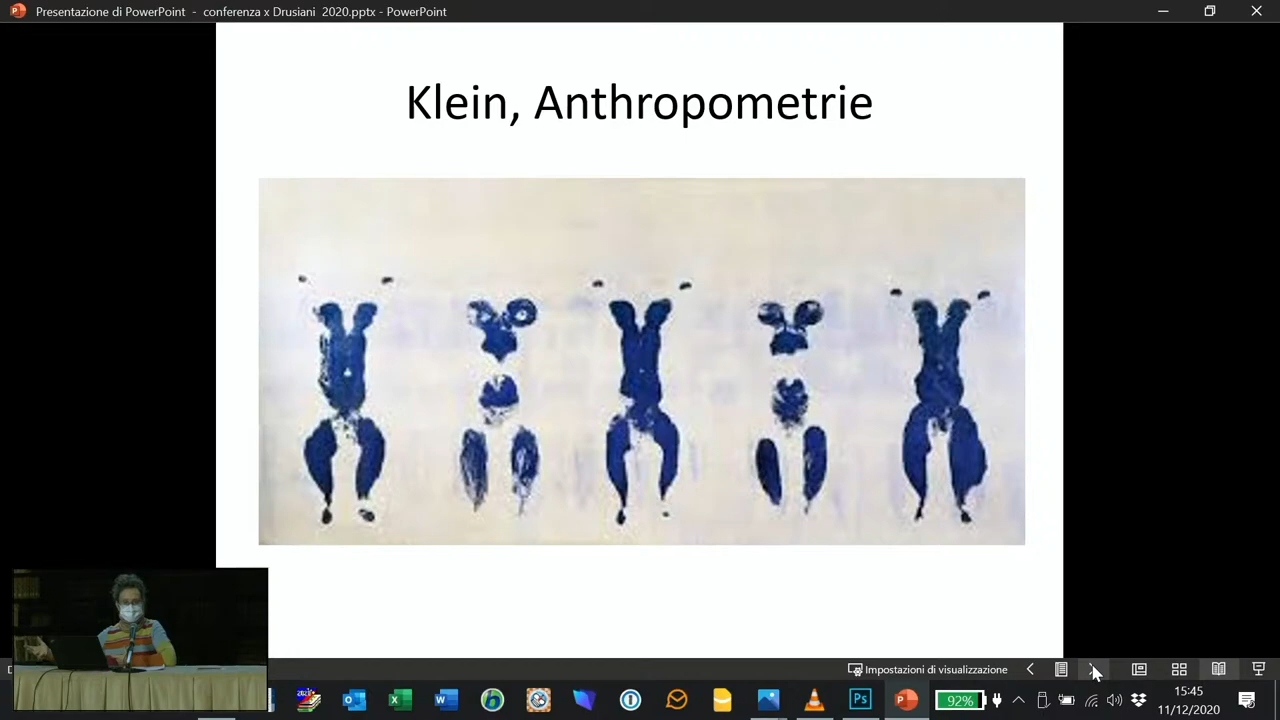 Presentazione di PowerPoint - conferenza x Drusiani 2020.pptx - PowerPoint
Klein, Anthropometrie
Impostazioni di visualizzazione
Ps
92%
15:45
11/12/2020